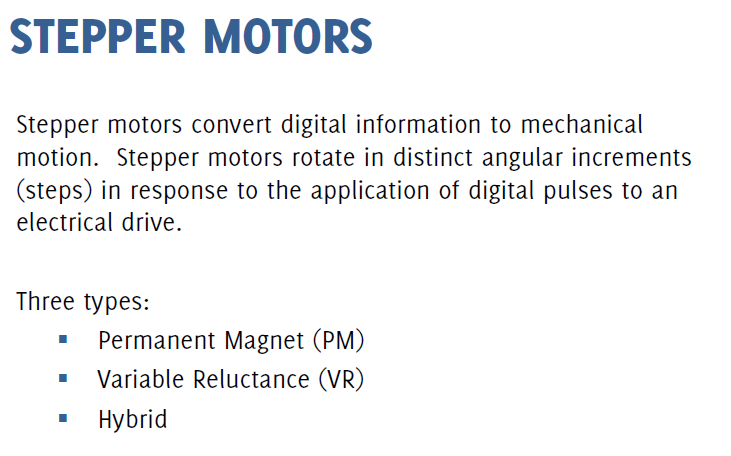 STEPPER MOTORS
Stepper motors convert digital information to mechanical
motion.  Stepper motors rotate in distinct angular increments
(steps) in response to the application of digital pulses to an
electrical drive.
Three types:
▪ Permanent Magnet (PM)
▪ Variable Reluctance (VR)
▪ Hybrid